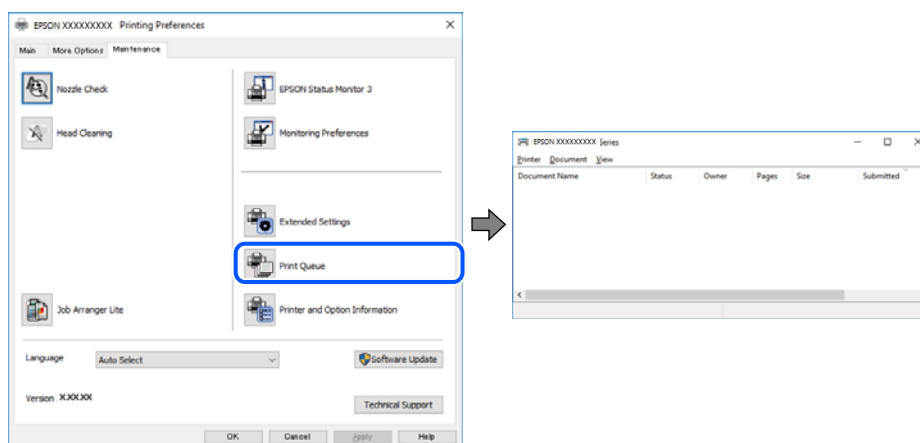 EPSON XXXXXXXXX Printing Preferences
Main More Options Maintenance
Nozzle Check
EPSON Status Monitor 3
Head Cleaning
Monitoring Preferences
Extended Settings
Print Queue
Job Arranger Lite
Printer and Option Information
Language Auto Select Software Update
Version X.XX.XX
Technical Support
OK Cancel Apply Help
EPSON XXXXXXXXX Series
Printer Document View
Document Name Status Owner Pages Size Submitted